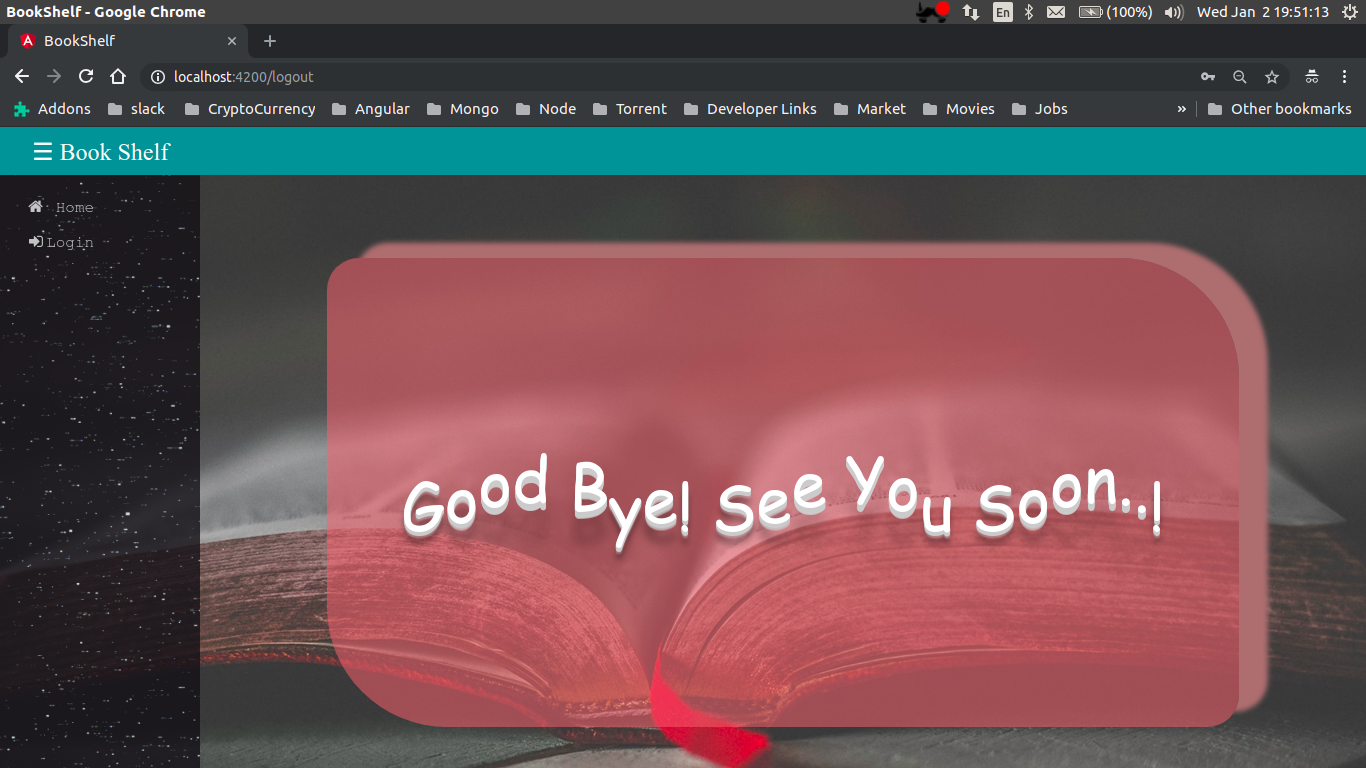 BookShelf - Google Chrome
En (100%) Wed Jan 2 19:51:13
BookShelf
localhost:4200/logout
Addons slack CryptoCurrency Angular Mongo Node Torrent Developer Links Market Movies Jobs » Other bookmarks
☰ Book Shelf
Home
Login
Good Bye! See You Soon..!